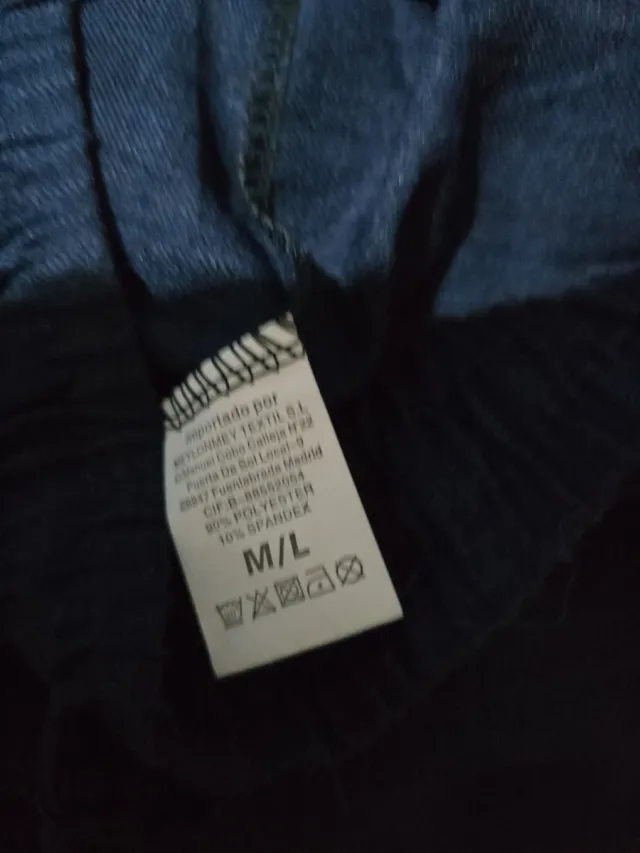 importado por
TEXTIL S.L
C\Manuel Cobo Calleja Nº22
Puerta De Sol Local-9
28947 Fuenlabrada Madrid
CIF.B-88552054
90% POLYESTER
10% SPANDEX
M/L